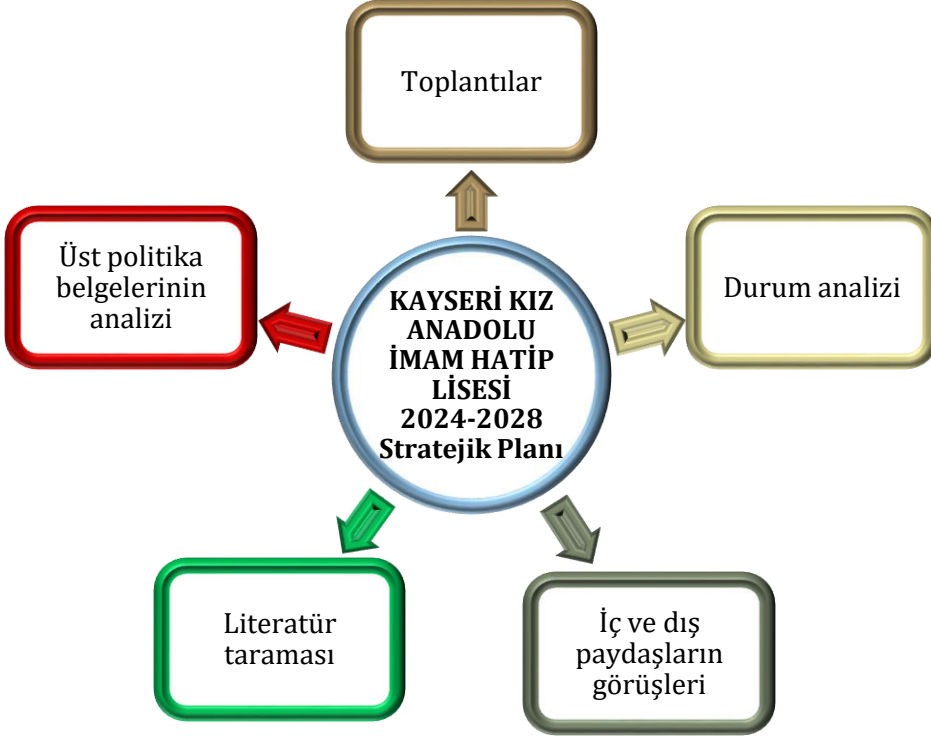 Toplantılar
Üst politika
belgelerinin
analizi
Durum analizi
KAYSERİ KIZ
ANADOLU
İMAM HATİP
LİSESİ
2024-2028
Stratejik Planı
Literatür
taraması
İç ve dış
paydaşların
görüşleri